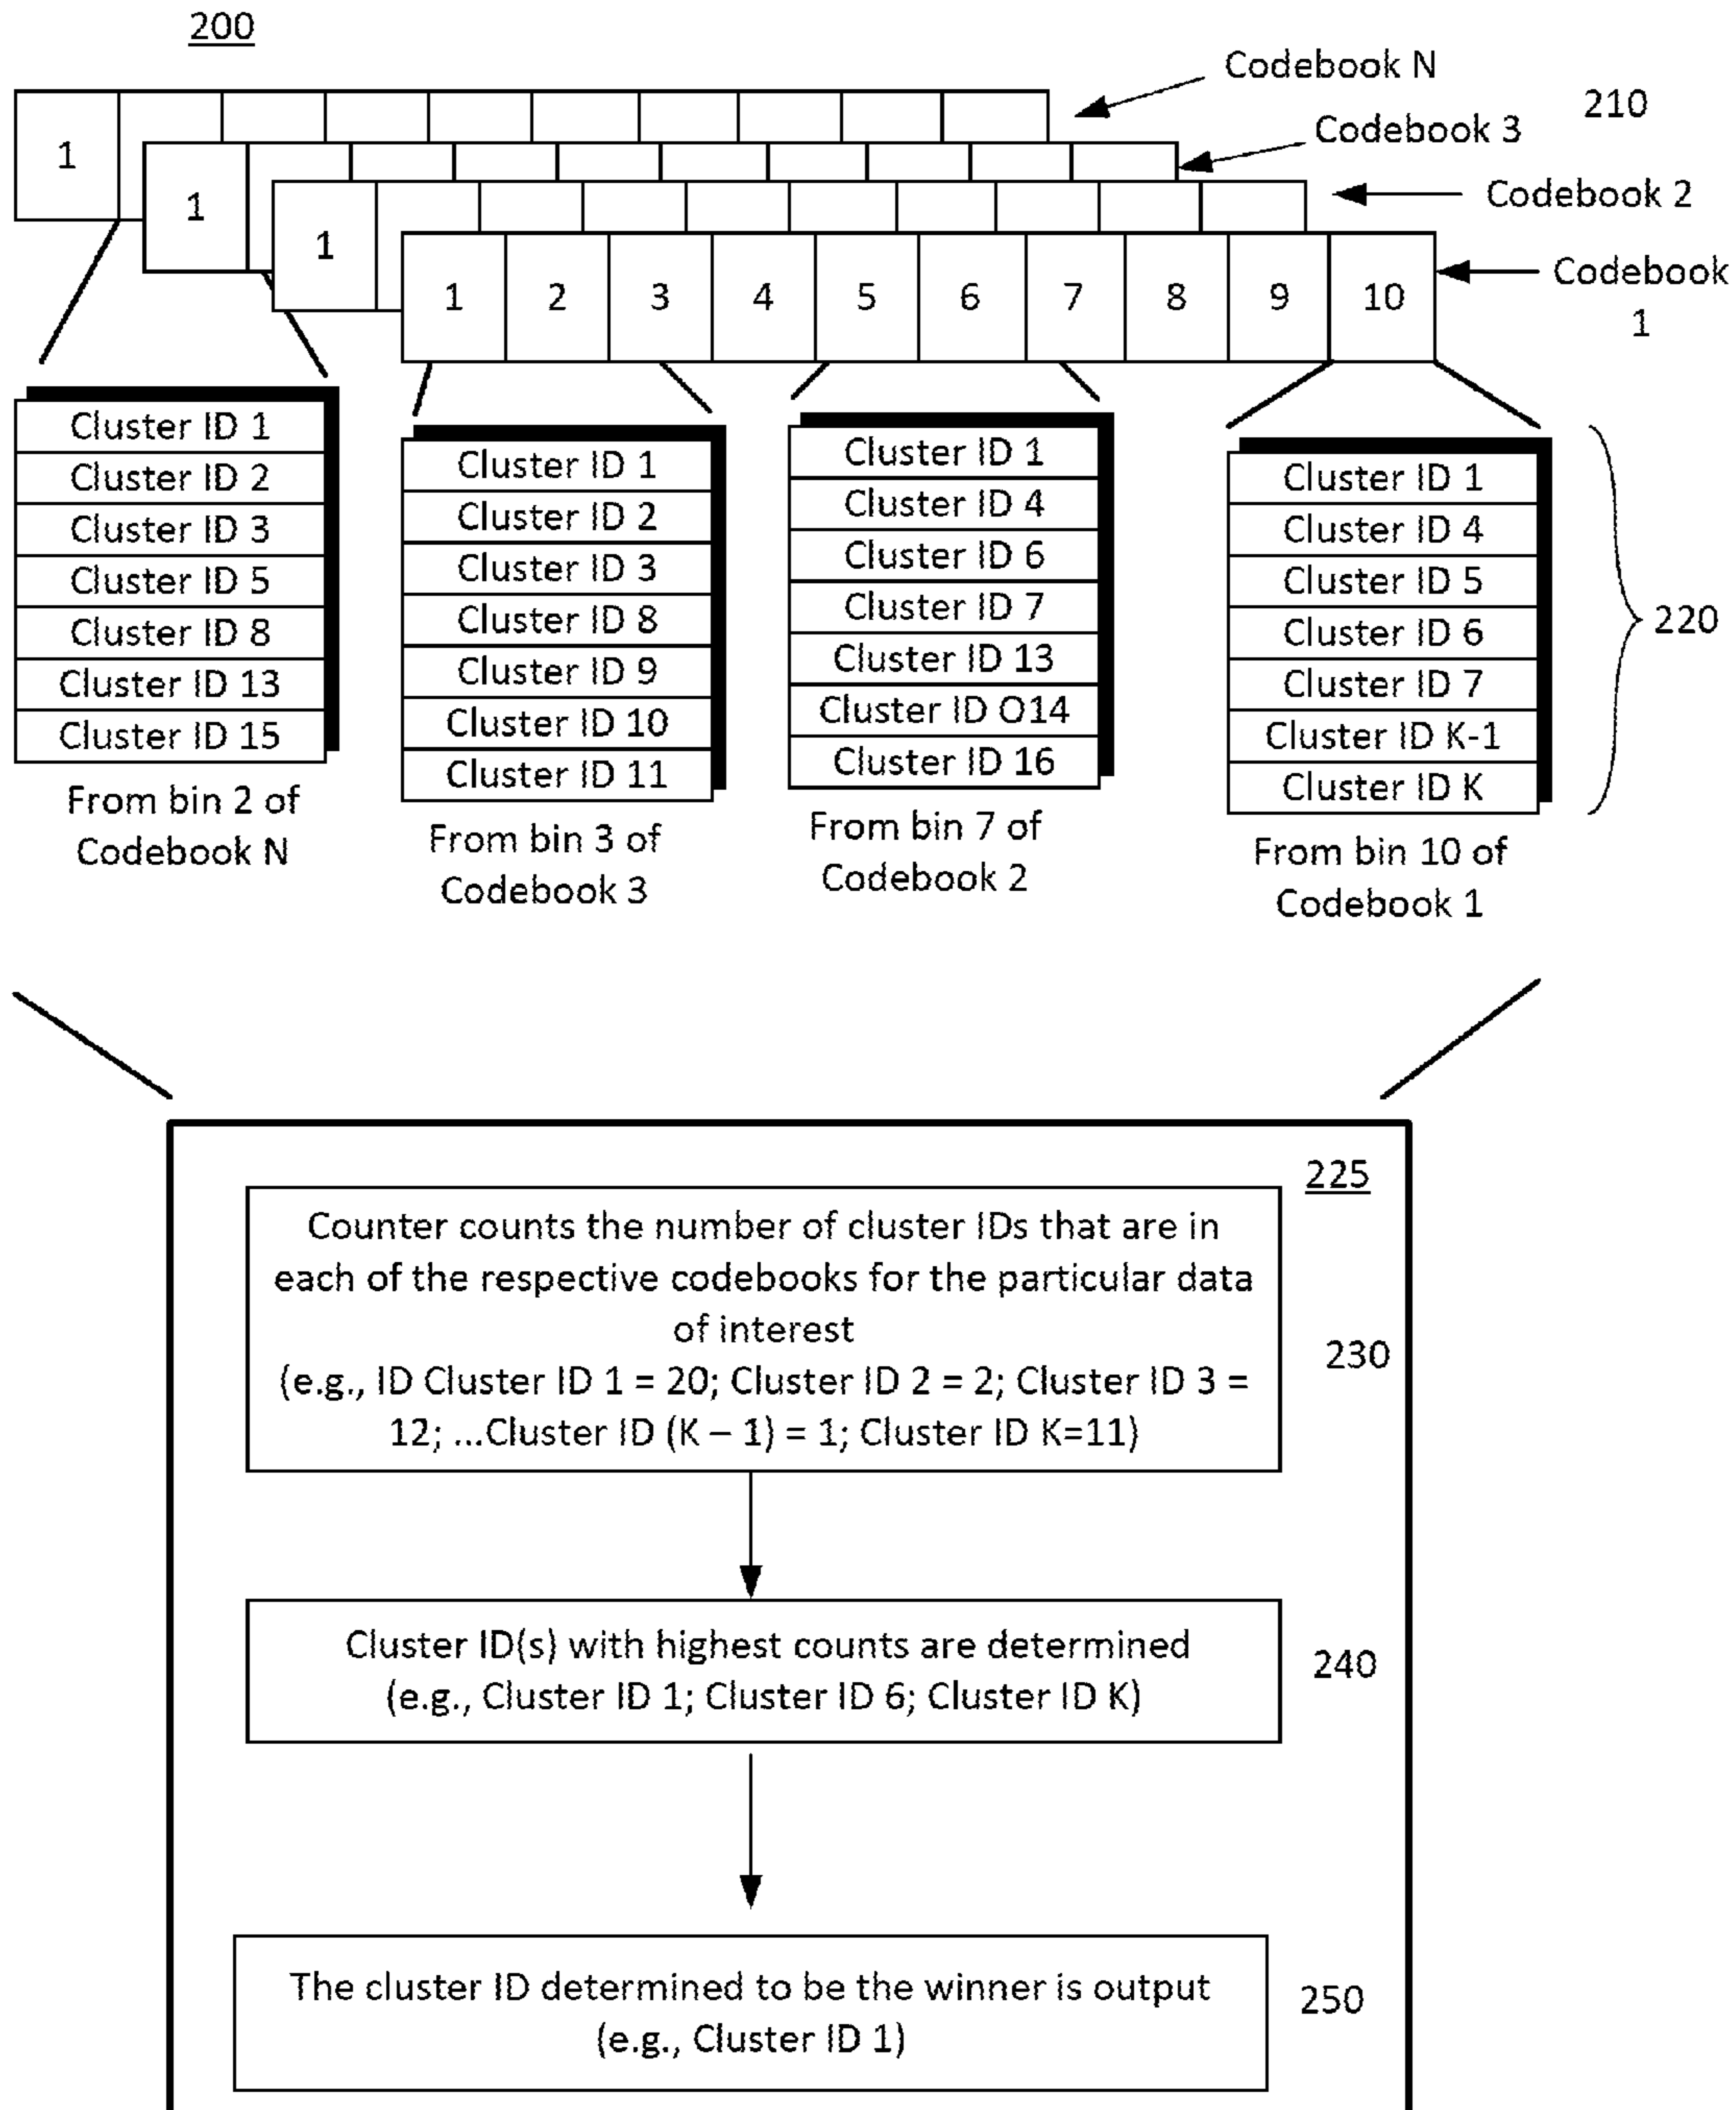 200
Codebook N
210
Codebook 3
Codebook 2
Codebook
1
1
1
1
1 2 3 4 5 6 7 8 9 10
Cluster ID 1
Cluster ID 2
Cluster ID 3
Cluster ID 5
Cluster ID 8
Cluster ID 13
Cluster ID 15
From bin 2 of
Codebook N
Cluster ID 1
Cluster ID 2
Cluster ID 3
Cluster ID 8
Cluster ID 9
Cluster ID 10
Cluster ID 11
From bin 3 of
Codebook 3
Cluster ID 1
Cluster ID 4
Cluster ID 6
Cluster ID 7
Cluster ID 13
Cluster ID O14
Cluster ID 16
From bin 7 of
Codebook 2
Cluster ID 1
Cluster ID 4
Cluster ID 5
Cluster ID 6
Cluster ID 7
Cluster ID K-1
Cluster ID K
From bin 10 of
Codebook 1
220
225
Counter counts the number of cluster IDs that are in
each of the respective codebooks for the particular data
of interest
(e.g., ID Cluster ID 1 = 20; Cluster ID 2 = 2; Cluster ID 3 =
12; ...Cluster ID (K – 1) = 1; Cluster ID K=11)
230
Cluster ID(s) with highest counts are determined
(e.g., Cluster ID 1; Cluster ID 6; Cluster ID K)
240
The cluster ID determined to be the winner is output
(e.g., Cluster ID 1)
250